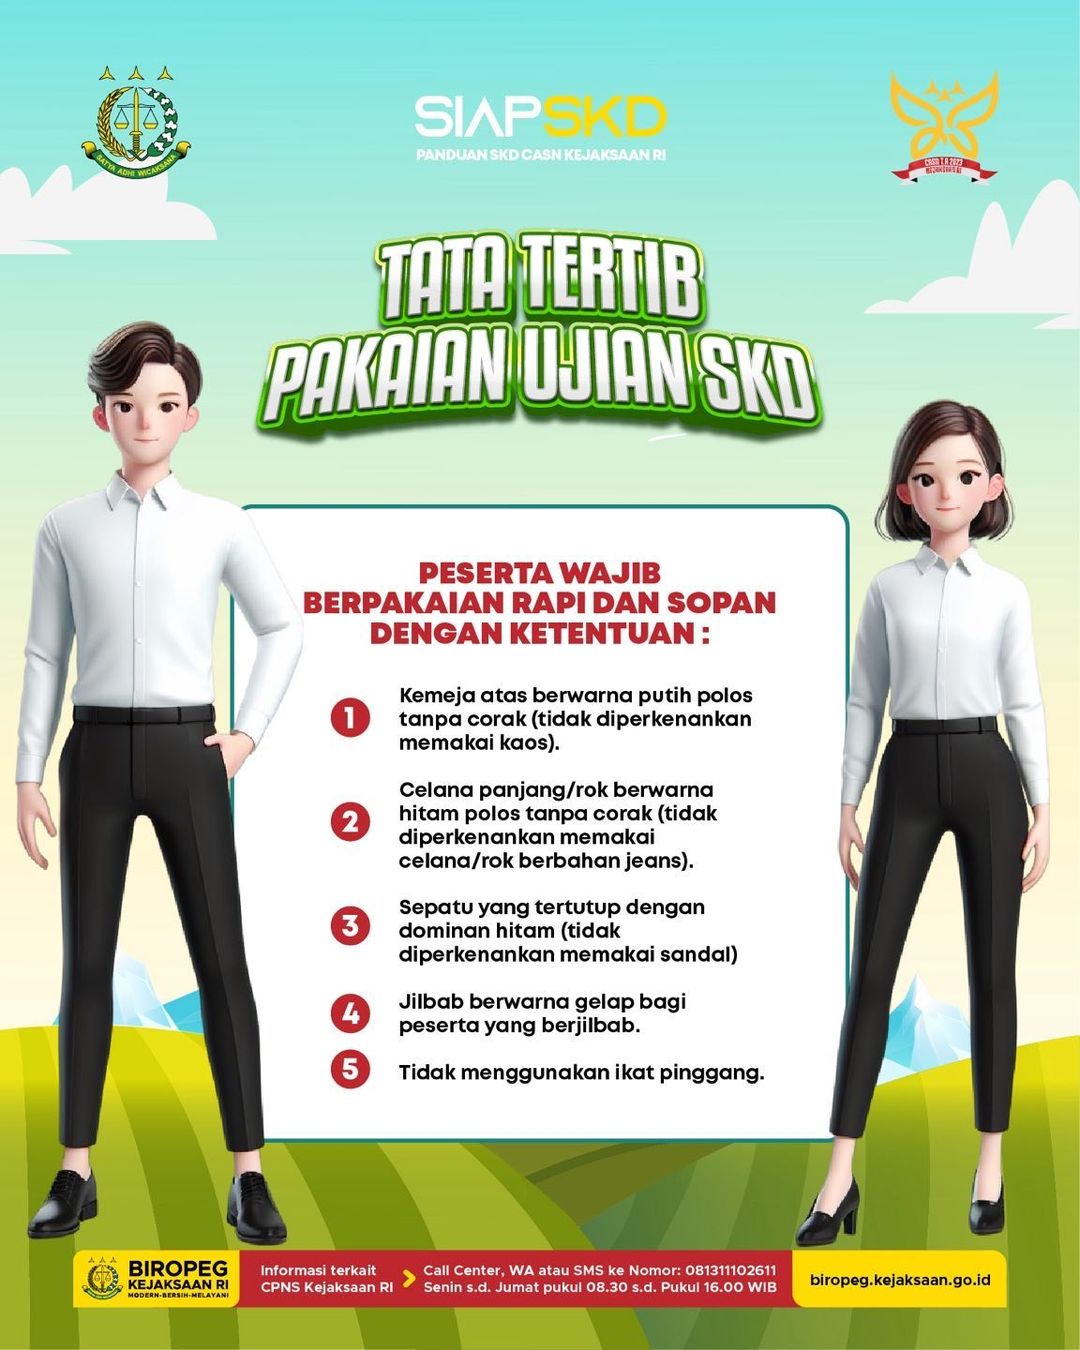 SATYA ADHI WICAKSANA
SIAPSKD
PANDUAN SKD CASN KEJAKSAAN RI
CASN T.A 2023
KEJAKSAAN RI
TATA TERTIB
PAKAIAN UJIAN SKD
PESERTA WAJIB
BERPAKAIAN RAPI DAN SOPAN
DENGAN KETENTUAN :
1 Kemeja atas berwarna putih polos
tanpa corak (tidak diperkenankan
memakai kaos).
2 Celana panjang/rok berwarna
hitam polos tanpa corak (tidak
diperkenankan memakai
celana/rok berbahan jeans).
3 Sepatu yang tertutup dengan
dominan hitam (tidak
diperkenankan memakai sandal)
4 Jilbab berwarna gelap bagi
peserta yang berjilbab.
5 Tidak menggunakan ikat pinggang.
BIROPEG
KEJAKSAAN RI
MODERN-BERSIH-MELAYANI
Informasi terkait
CPNS Kejaksaan RI
Call Center, WA atau SMS ke Nomor: 081311102611
Senin s.d. Jumat pukul 08.30 s.d. Pukul 16.00 WIB
biropeg.kejaksaan.go.id